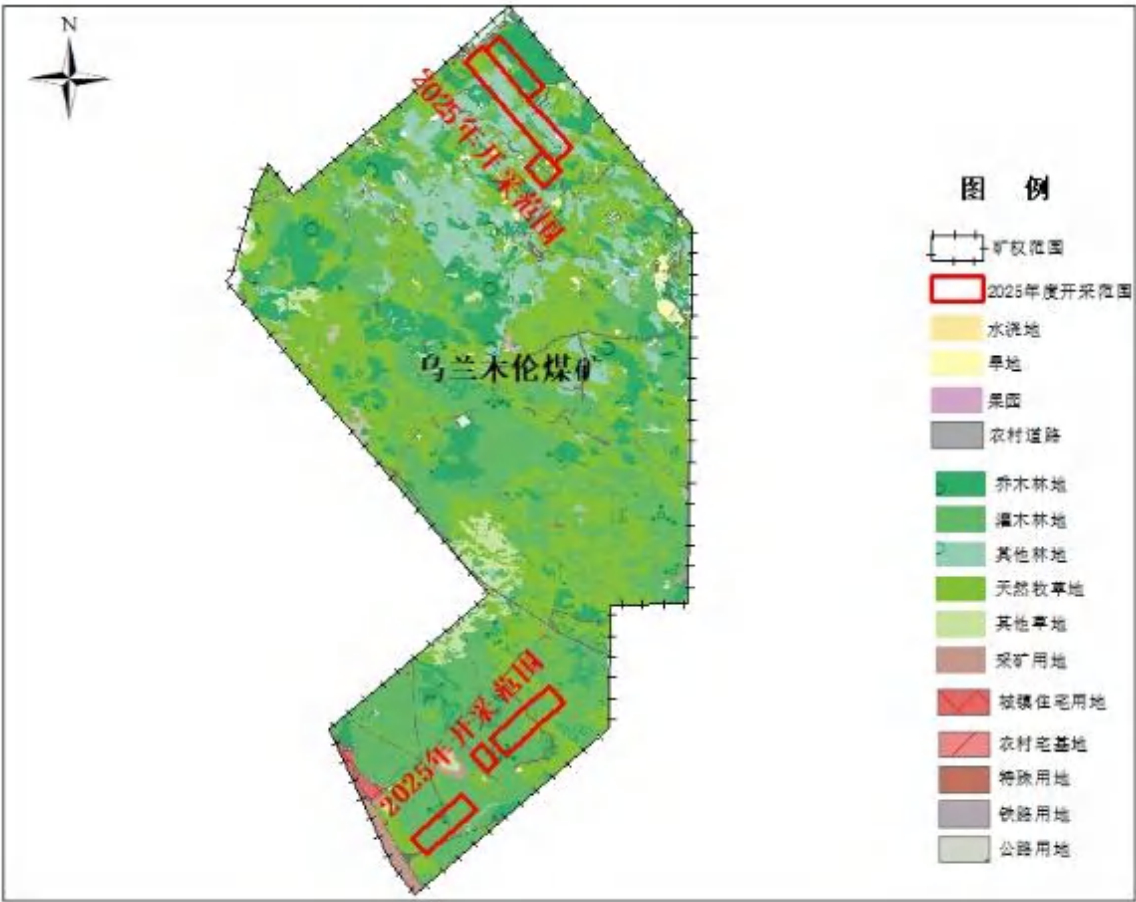 N
2025年开采范围
乌兰木伦煤矿
2025年开采范围
图 例
矿权范围
2025年度开采范围
水浇地
旱地
果园
农村道路
乔木林地
灌木林地
其他林地
天然牧草地
其他草地
采矿用地
城镇住宅用地
农村宅基地
特殊用地
铁路用地
公路用地